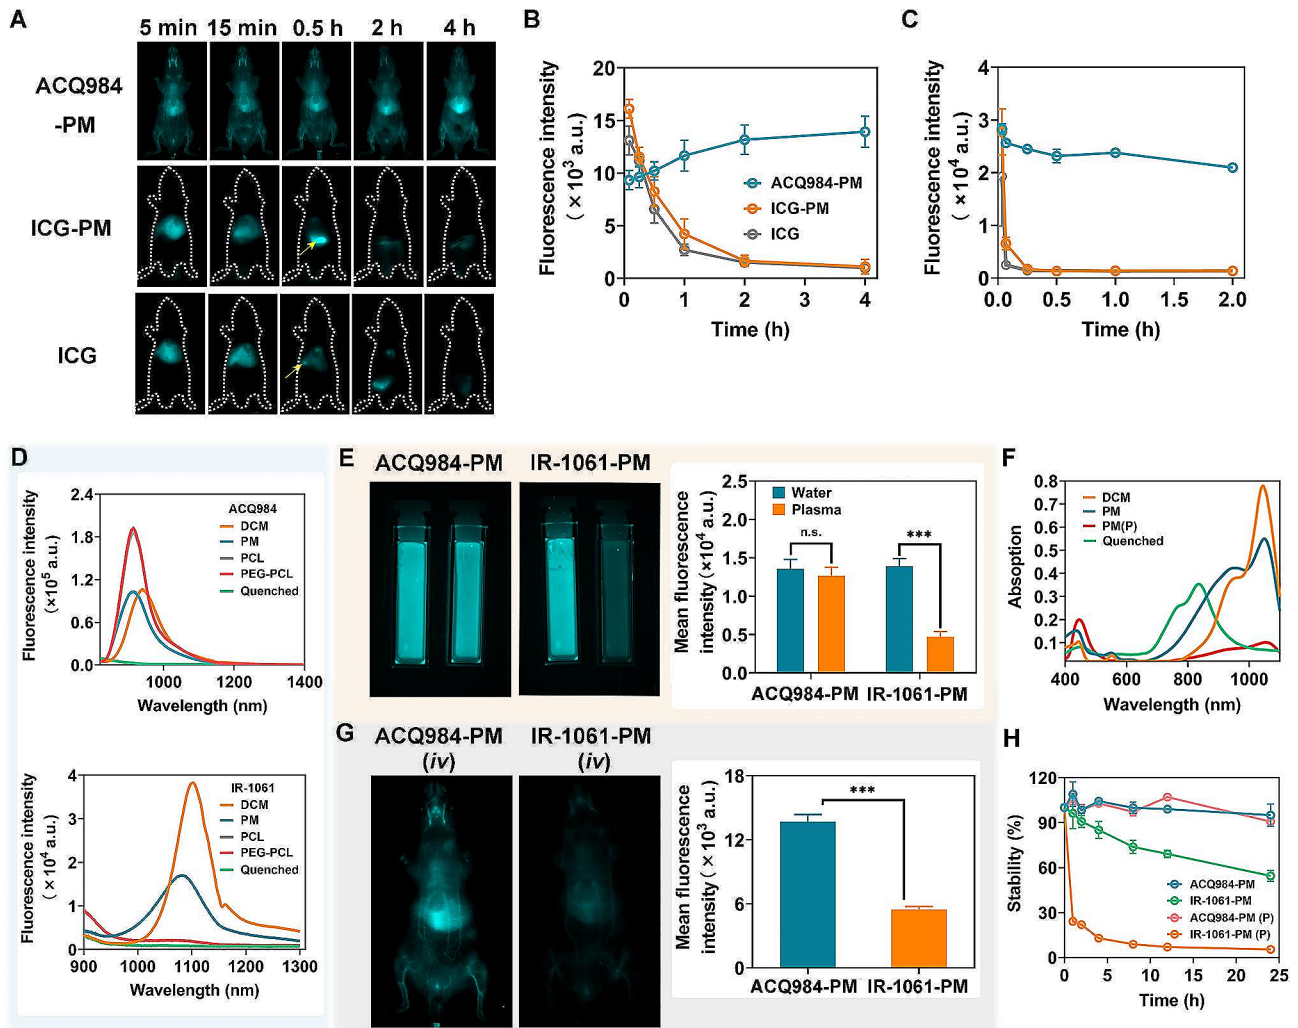 A
5 min 15 min 0.5 h 2 h 4 h
ACQ984
-PM
ICG-PM
ICG
B
Fluorescence intensity
(×10³ a.u.)
20
15
10
5
0
ACQ984-PM
ICG-PM
ICG
0 1 2 3 4
Time (h)
C
Fluorescence intensity
(×10⁴ a.u.)
4
3
2
1
0
0.0 0.5 1.0 1.5 2.0
Time (h)
D
Fluorescence intensity
(×10⁵ a.u.)
2.4
1.8
1.2
0.6
0.0
ACQ984
DCM
PM
PCL
PEG-PCL
Quenched
1000 1200 1400
Wavelength (nm)
Fluorescence intensity
(×10⁴ a.u.)
4
3
2
1
0
IR-1061
DCM
PM
PCL
PEG-PCL
Quenched
900 1000 1100 1200 1300
Wavelength (nm)
E
ACQ984-PM IR-1061-PM
Mean fluorescence
intensity (×10⁴ a.u.)
2.5
2.0
1.5
1.0
0.5
0.0
Water
Plasma
n.s.
***
ACQ984-PM IR-1061-PM
F
Absoption
0.8
0.7
0.6
0.5
0.4
0.3
0.2
0.1
DCM
PM
PM(P)
Quenched
400 600 800 1000
Wavelength (nm)
G
ACQ984-PM IR-1061-PM
(iv) (iv)
Mean fluorescence
intensity (×10³ a.u.)
18
12
6
0
***
ACQ984-PM IR-1061-PM
H
Stability (%)
120
90
60
30
0
ACQ984-PM
IR-1061-PM
ACQ984-PM (P)
IR-1061-PM (P)
0 5 10 15 20 25
Time (h)